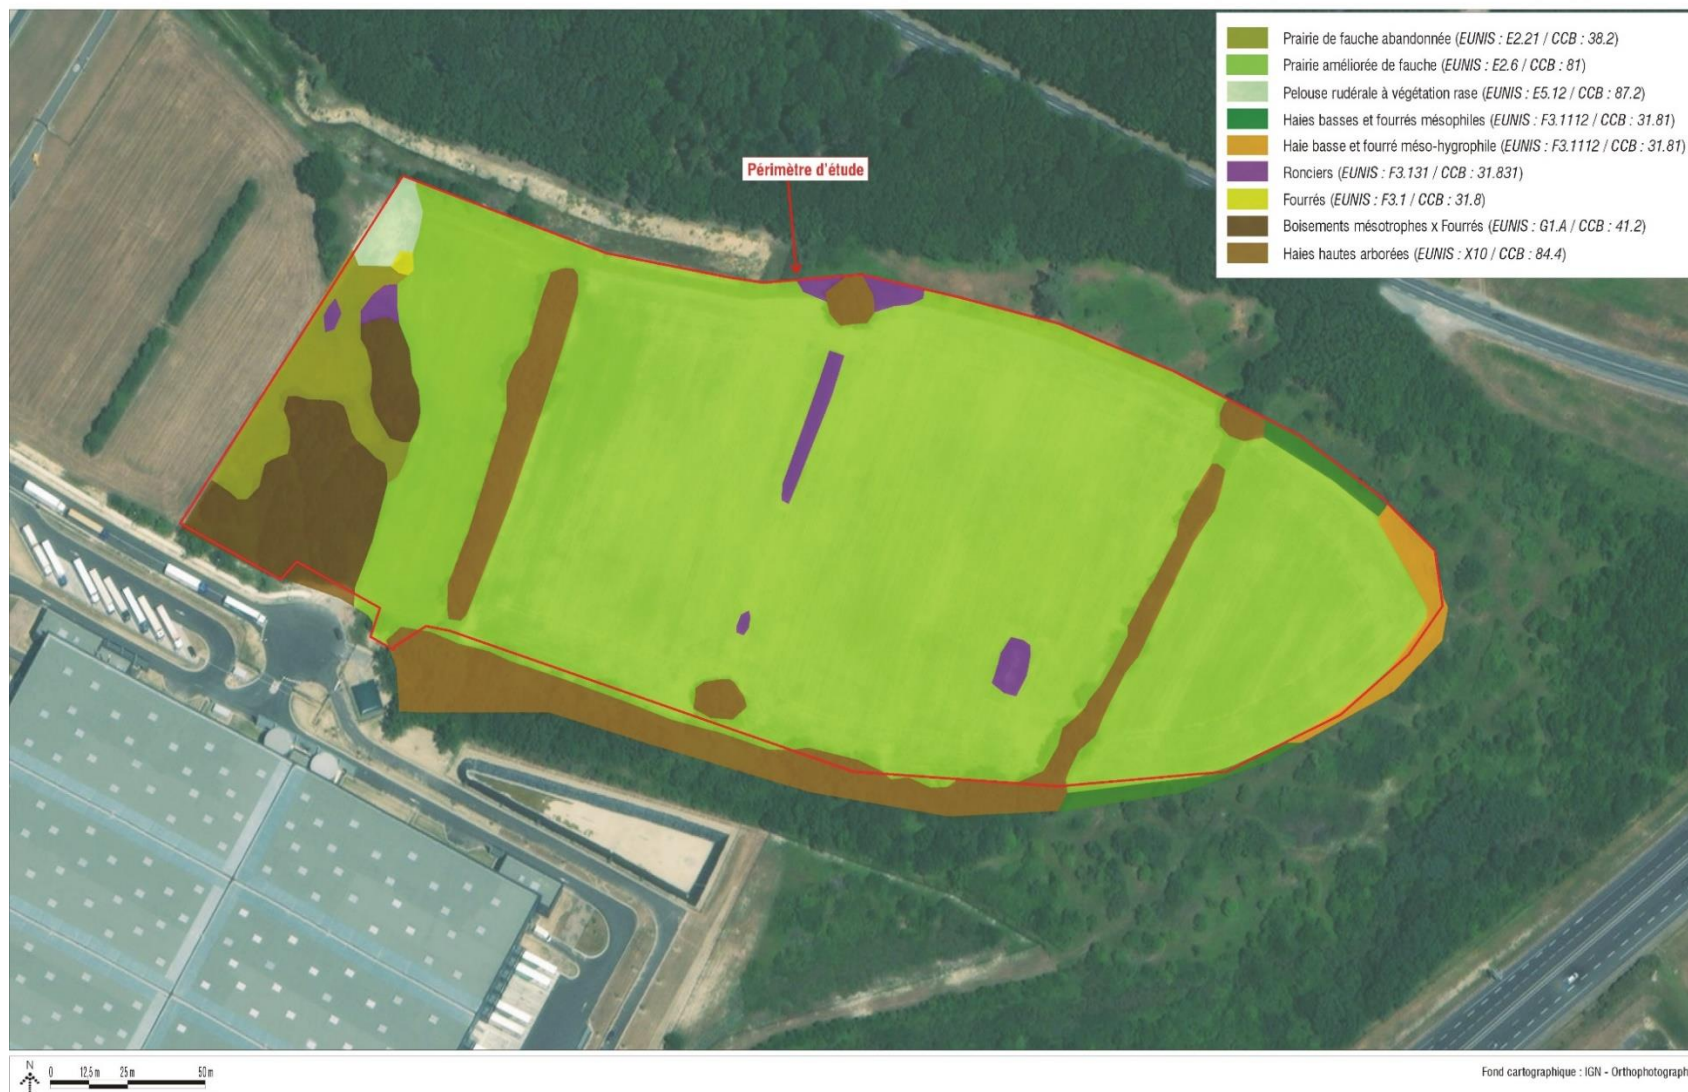 Prairie de fauche abandonnée (EUNIS : E2.21 / CCB : 38.2)
Prairie améliorée de fauche (EUNIS : E2.6 / CCB : 81)
Pelouse rudérale à végétation rase (EUNIS : E5.12 / CCB : 87.2)
Haies basses et fourrés mésophiles (EUNIS : F3.1112 / CCB : 31.81)
Haie basse et fourré méso-hygrophile (EUNIS : F3.1112 / CCB : 31.81)
Ronciers (EUNIS : F3.131 / CCB : 31.831)
Fourrés (EUNIS : F3.1 / CCB : 31.8)
Boisements mésotrophes x Fourrés (EUNIS : G1.A / CCB : 41.2)
Haies hautes arborées (EUNIS : X10 / CCB : 84.4)
Périmètre d'étude
N
0 12,5 m 25 m 50 m
Fond cartographique : IGN - Orthophotograph